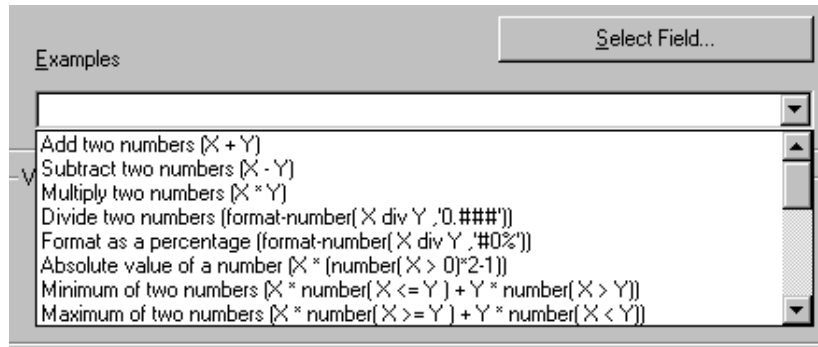 Select Field...
Examples
Add two numbers (X + Y)
Subtract two numbers (X - Y)
V
Multiply two numbers (X * Y)
Divide two numbers (format-number( X div Y ,'0.###'))
Format as a percentage (format-number( X div Y ,'#0%'))
Absolute value of a number (X * (number( X > 0)*2-1))
Minimum of two numbers (X * number( X <= Y ) + Y * number( X > Y))
Maximum of two numbers (X * number( X >= Y ) + Y * number( X < Y))